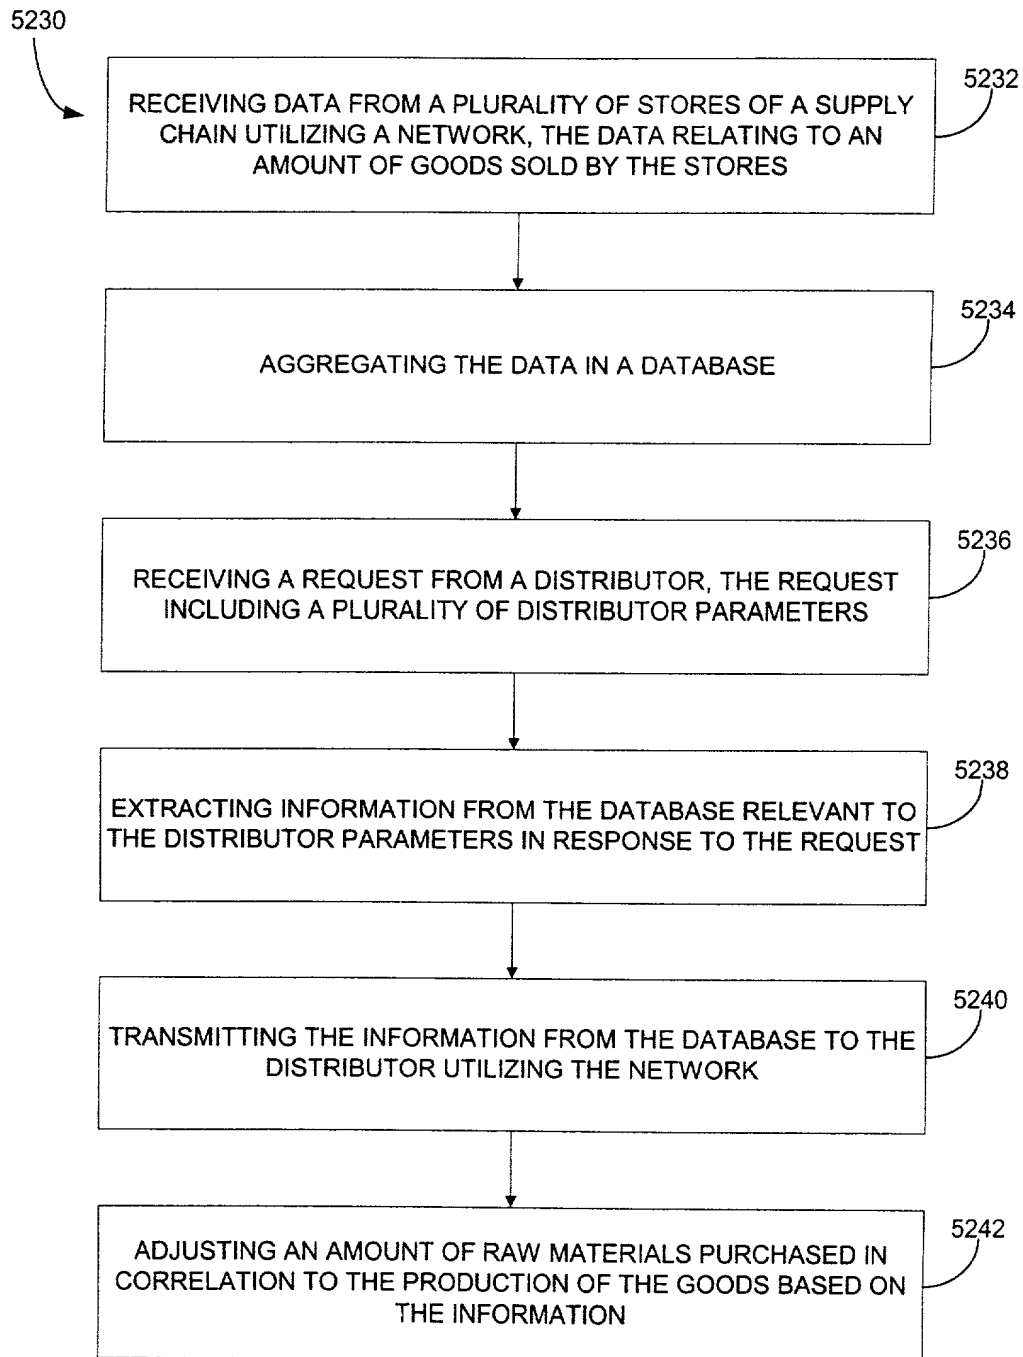 5230
5232
RECEIVING DATA FROM A PLURALITY OF STORES OF A SUPPLY
CHAIN UTILIZING A NETWORK, THE DATA RELATING TO AN
AMOUNT OF GOODS SOLD BY THE STORES
5234
AGGREGATING THE DATA IN A DATABASE
5236
RECEIVING A REQUEST FROM A DISTRIBUTOR, THE REQUEST
INCLUDING A PLURALITY OF DISTRIBUTOR PARAMETERS
5238
EXTRACTING INFORMATION FROM THE DATABASE RELEVANT TO
THE DISTRIBUTOR PARAMETERS IN RESPONSE TO THE REQUEST
5240
TRANSMITTING THE INFORMATION FROM THE DATABASE TO THE
DISTRIBUTOR UTILIZING THE NETWORK
5242
ADJUSTING AN AMOUNT OF RAW MATERIALS PURCHASED IN
CORRELATION TO THE PRODUCTION OF THE GOODS BASED ON
THE INFORMATION